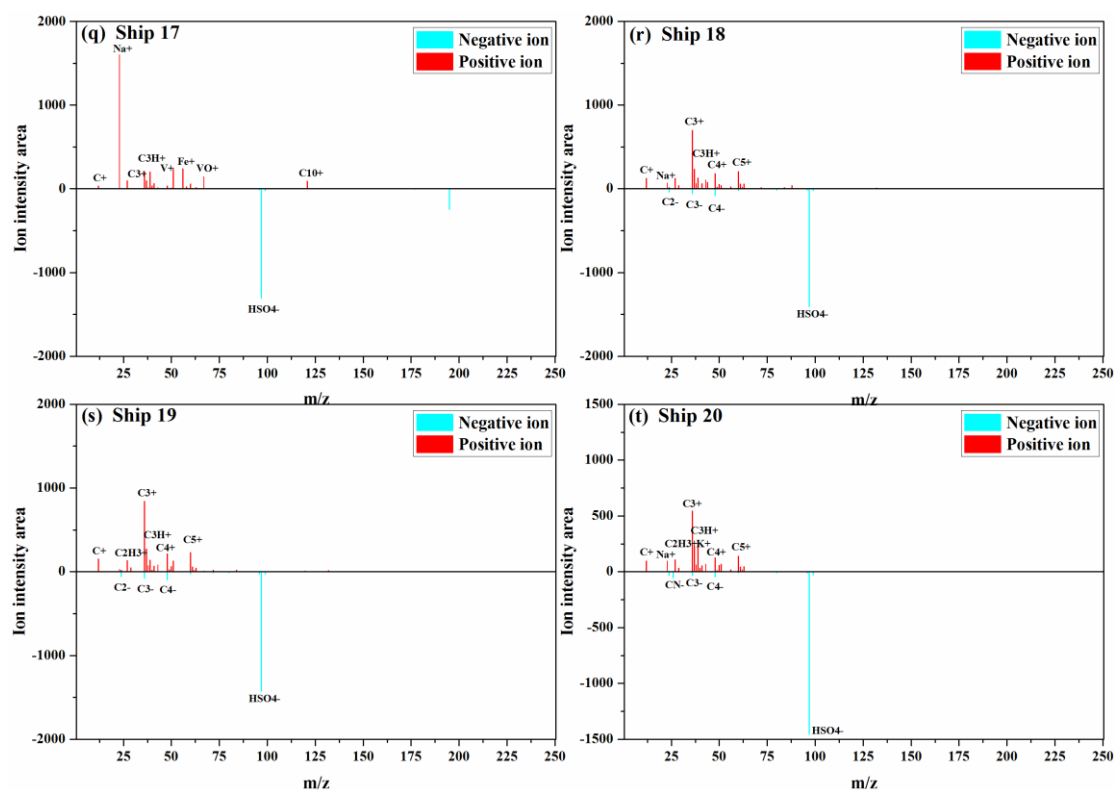 (q) Ship 17
Negative ion
Positive ion
Na+
C3H+
C+
C3+
V+
Fe+
VO+
C10+
HSO4-
2000
1000
0
-1000
-2000
25 50 75 100 125 150 175 200 225 250
Ion intensity area
m/z
(r) Ship 18
Negative ion
Positive ion
C3+
C3H+
C4+
C5+
C+
Na+
C2-
C3-
C4-
HSO4-
2000
1000
0
-1000
-2000
25 50 75 100 125 150 175 200 225 250
Ion intensity area
m/z
(s) Ship 19
Negative ion
Positive ion
C3+
C3H+
C+
C2H3+
C4+
C5+
C2-
C3-
C4-
HSO4-
2000
1000
0
-1000
-2000
25 50 75 100 125 150 175 200 225 250
Ion intensity area
m/z
(t) Ship 20
Negative ion
Positive ion
C3+
C3H+
C2H3+
K+
C+
Na+
C4+
C5+
CN-
C3-
C4-
HSO4-
1500
1000
500
0
-500
-1000
-1500
25 50 75 100 125 150 175 200 225 250
Ion intensity area
m/z